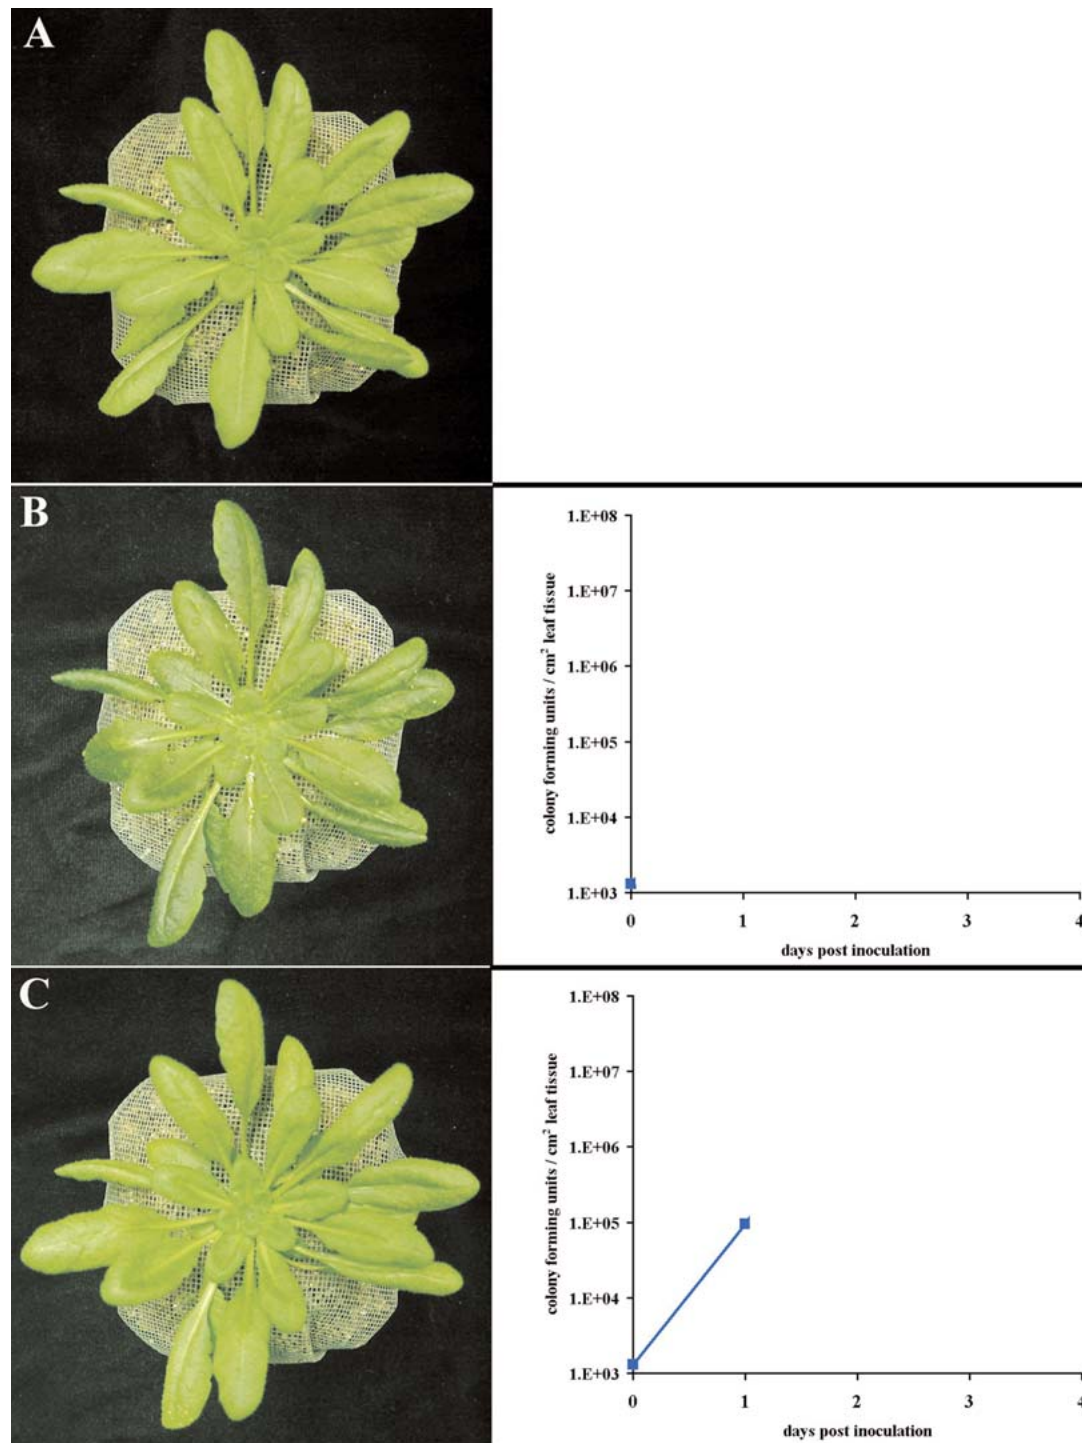 A
B
1.E+08
1.E+07
1.E+06
1.E+05
1.E+04
1.E+03
colony forming units / cm² leaf tissue
0 1 2 3 4
days post inoculation
C
1.E+08
1.E+07
1.E+06
1.E+05
1.E+04
1.E+03
colony forming units / cm² leaf tissue
0 1 2 3 4
days post inoculation